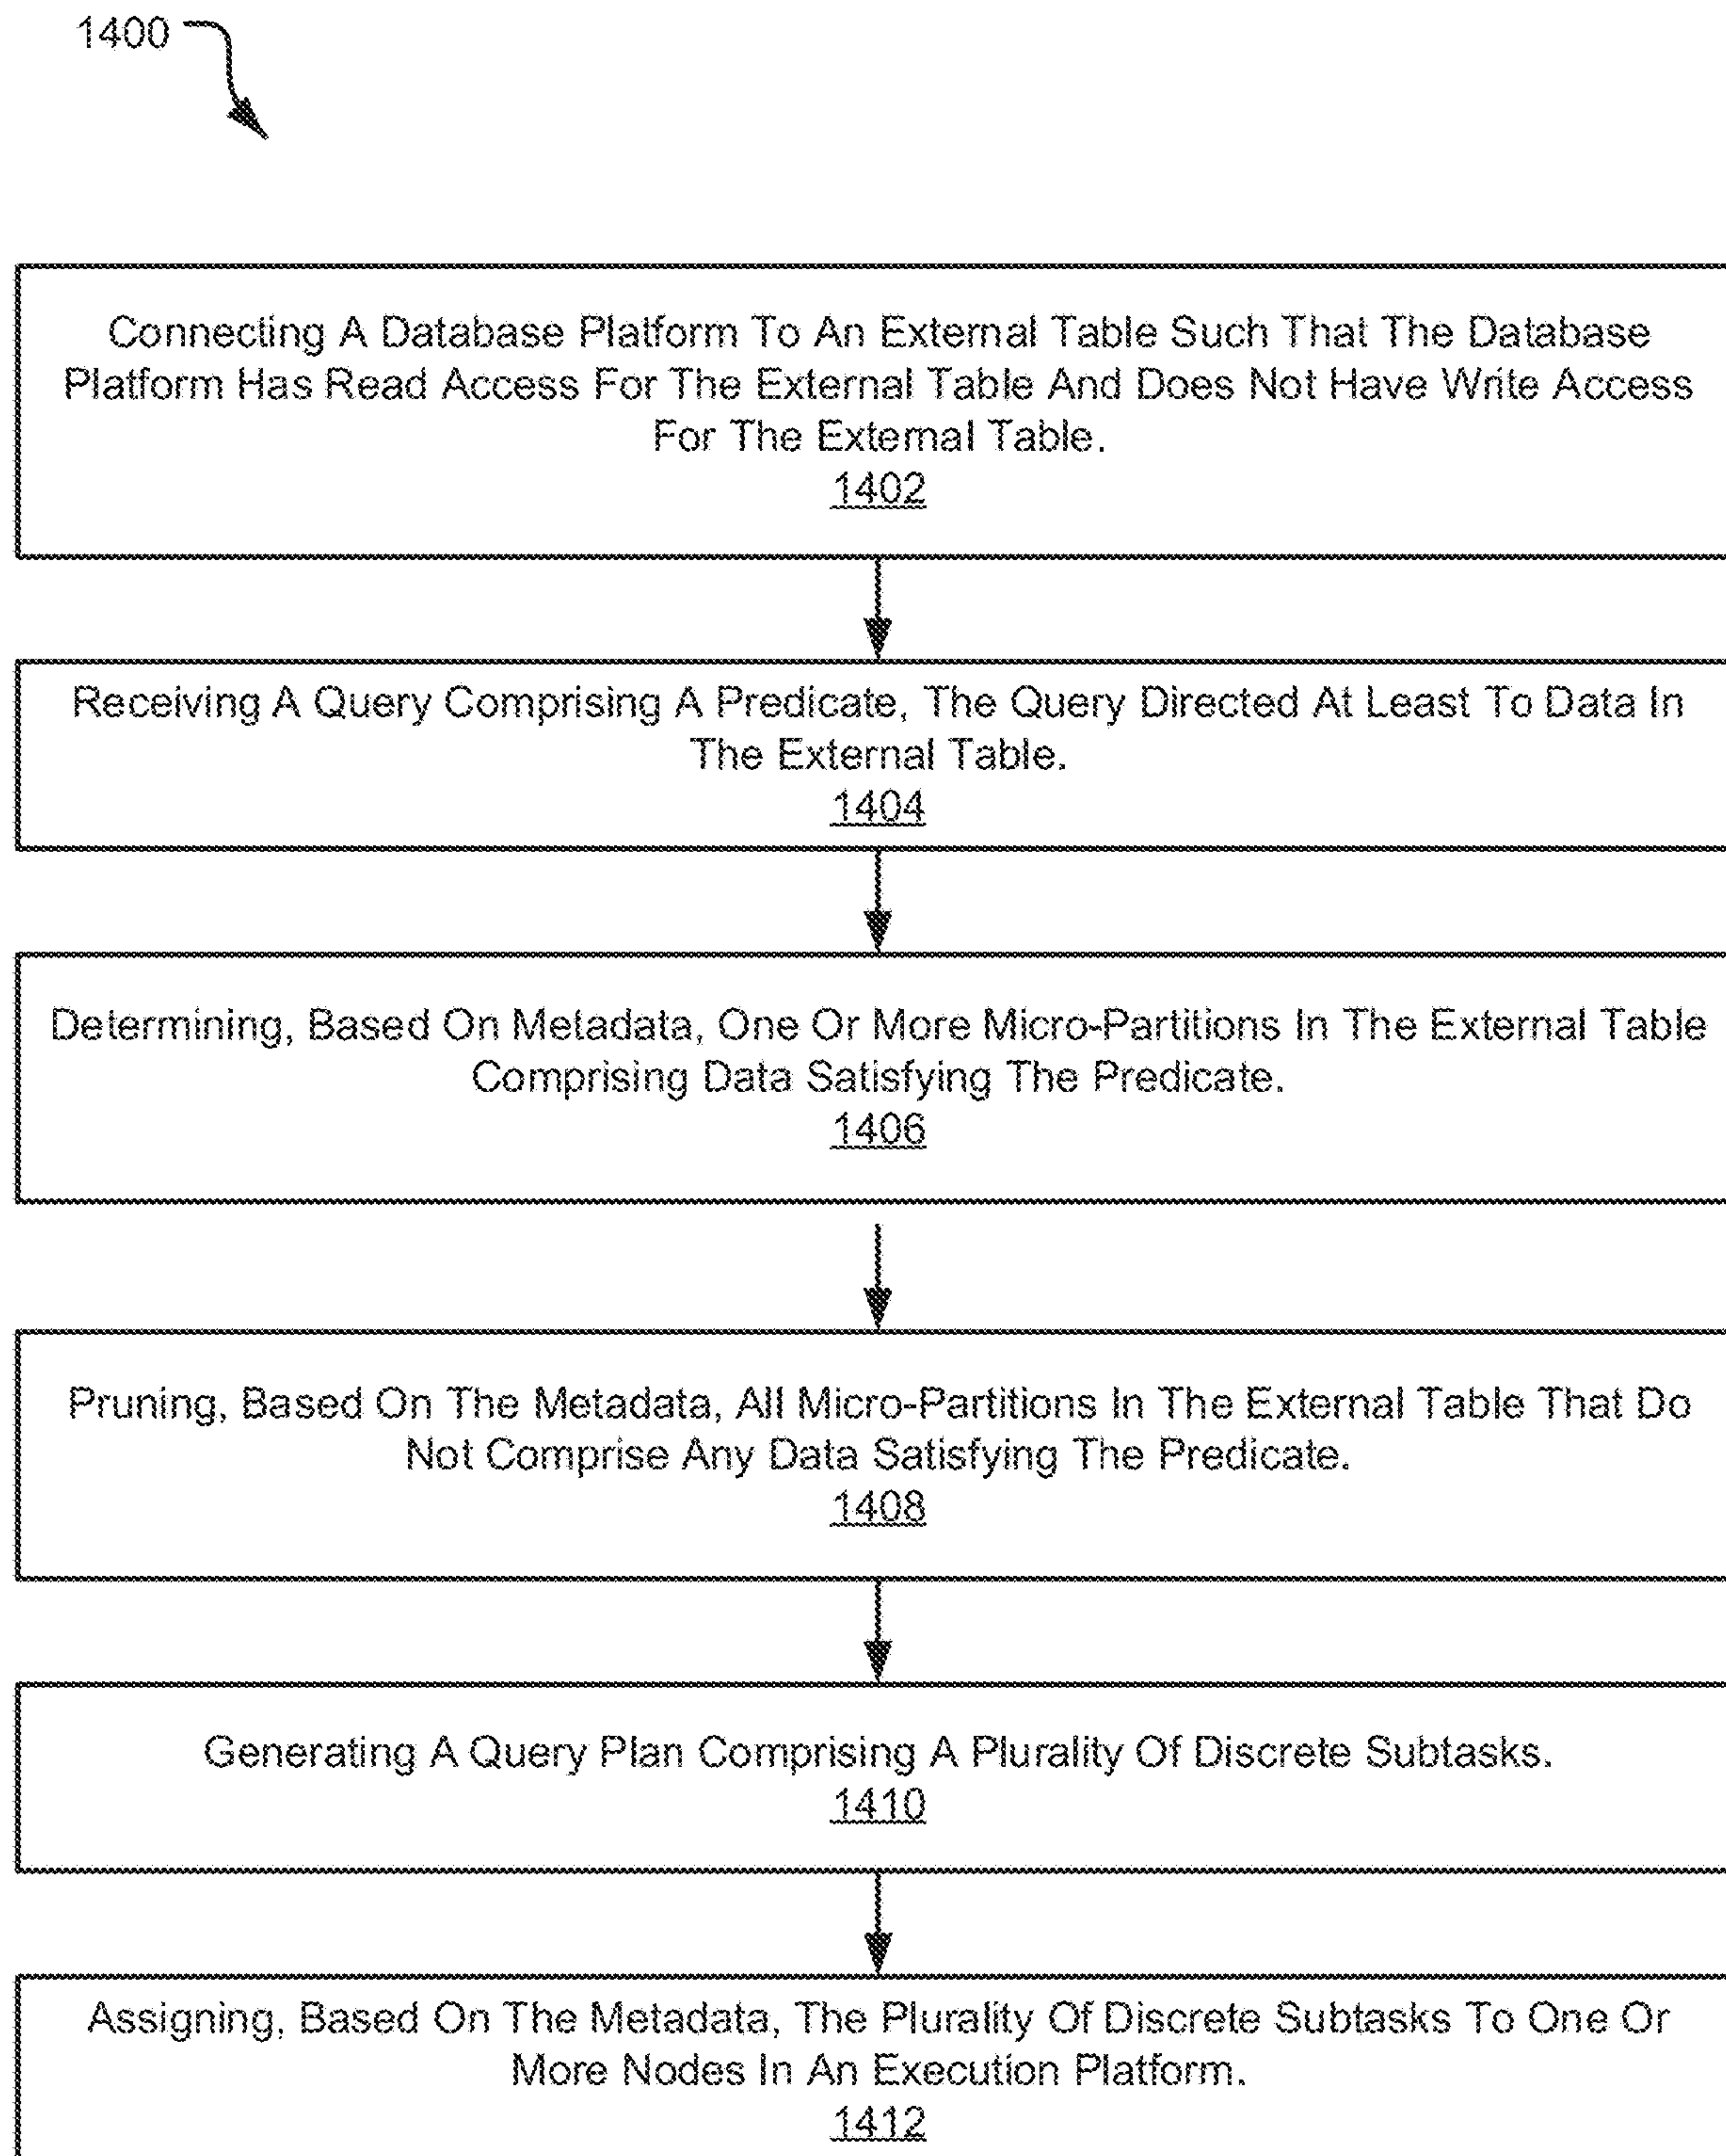 1400
Connecting A Database Platform To An External Table Such That The Database
Platform Has Read Access For The External Table And Does Not Have Write Access
For The External Table.
1402
Receiving A Query Comprising A Predicate, The Query Directed At Least To Data In
The External Table.
1404
Determining, Based On Metadata, One Or More Micro-Partitions In The External Table
Comprising Data Satisfying The Predicate.
1406
Pruning, Based On The Metadata, All Micro-Partitions In The External Table That Do
Not Comprise Any Data Satisfying The Predicate.
1408
Generating A Query Plan Comprising A Plurality Of Discrete Subtasks.
1410
Assigning, Based On The Metadata, The Plurality Of Discrete Subtasks To One Or
More Nodes In An Execution Platform.
1412